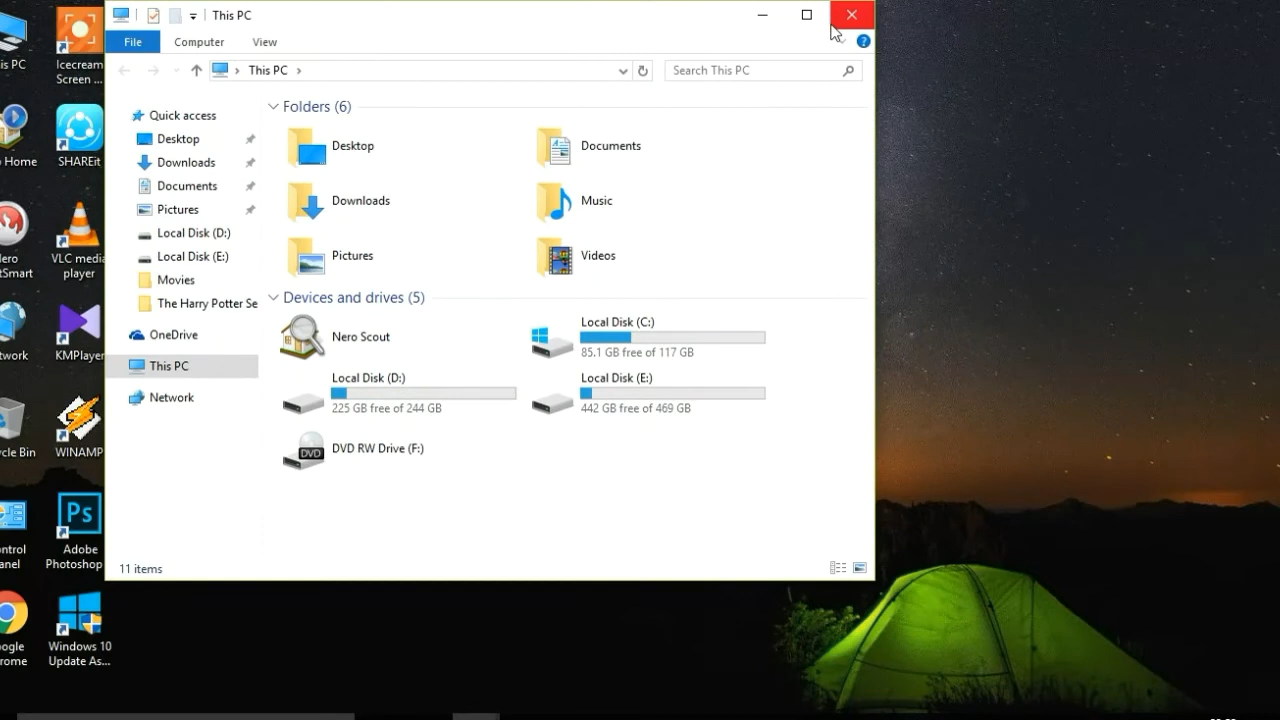 This PC
File
Computer
View
This PC
Search This PC
Quick access
Desktop
Downloads
Documents
Pictures
Local Disk (D:)
Local Disk (E:)
Movies
The Harry Potter Se
OneDrive
This PC
Network
Folders (6)
Desktop
Documents
Downloads
Music
Pictures
Videos
Devices and drives (5)
Nero Scout
Local Disk (C:)
85.1 GB free of 117 GB
Local Disk (D:)
225 GB free of 244 GB
Local Disk (E:)
442 GB free of 469 GB
DVD
DVD RW Drive (F:)
11 items
is PC
Icecream
Screen ...
Home
SHAREit
ero
tSmart
VLC media
player
twork
KMPlayer
ycle Bin
WINAMP
ontrol
anel
Ps
Adobe
Photoshop
ogle
rome
Windows 10
Update As...